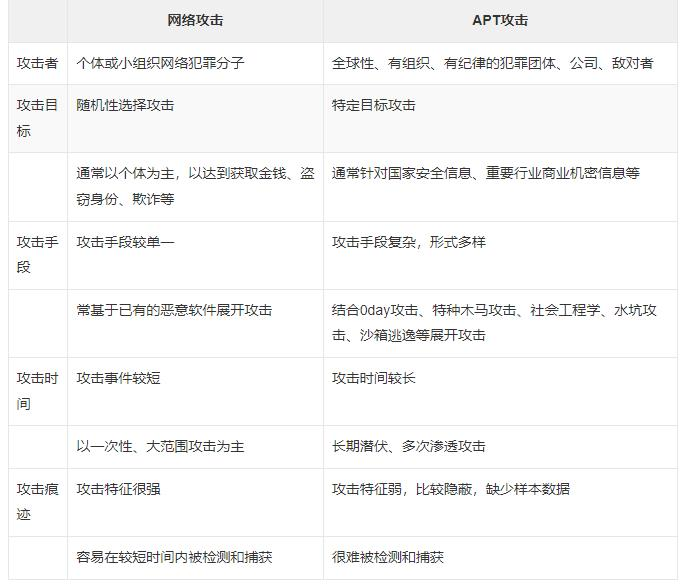 网络攻击 APT攻击
攻击者 个体或小组织网络犯罪分子 全球性、有组织、有纪律的犯罪团体、公司、敌对者
攻击目标 随机性选择攻击 特定目标攻击
通常以个体为主，以达到获取金钱、盗窃身份、欺诈等 通常针对国家安全信息、重要行业商业机密信息等
攻击手段 攻击手段较单一 攻击手段复杂，形式多样
常基于已有的恶意软件展开攻击 结合0day攻击、特种木马攻击、社会工程学、水坑攻击、沙箱逃逸等展开攻击
攻击时间 攻击事件较短 攻击时间较长
以一次性、大范围攻击为主 长期潜伏、多次渗透攻击
攻击痕迹 攻击特征很强 攻击特征弱，比较隐蔽，缺少样本数据
容易在较短时间内被检测和捕获 很难被检测和捕获